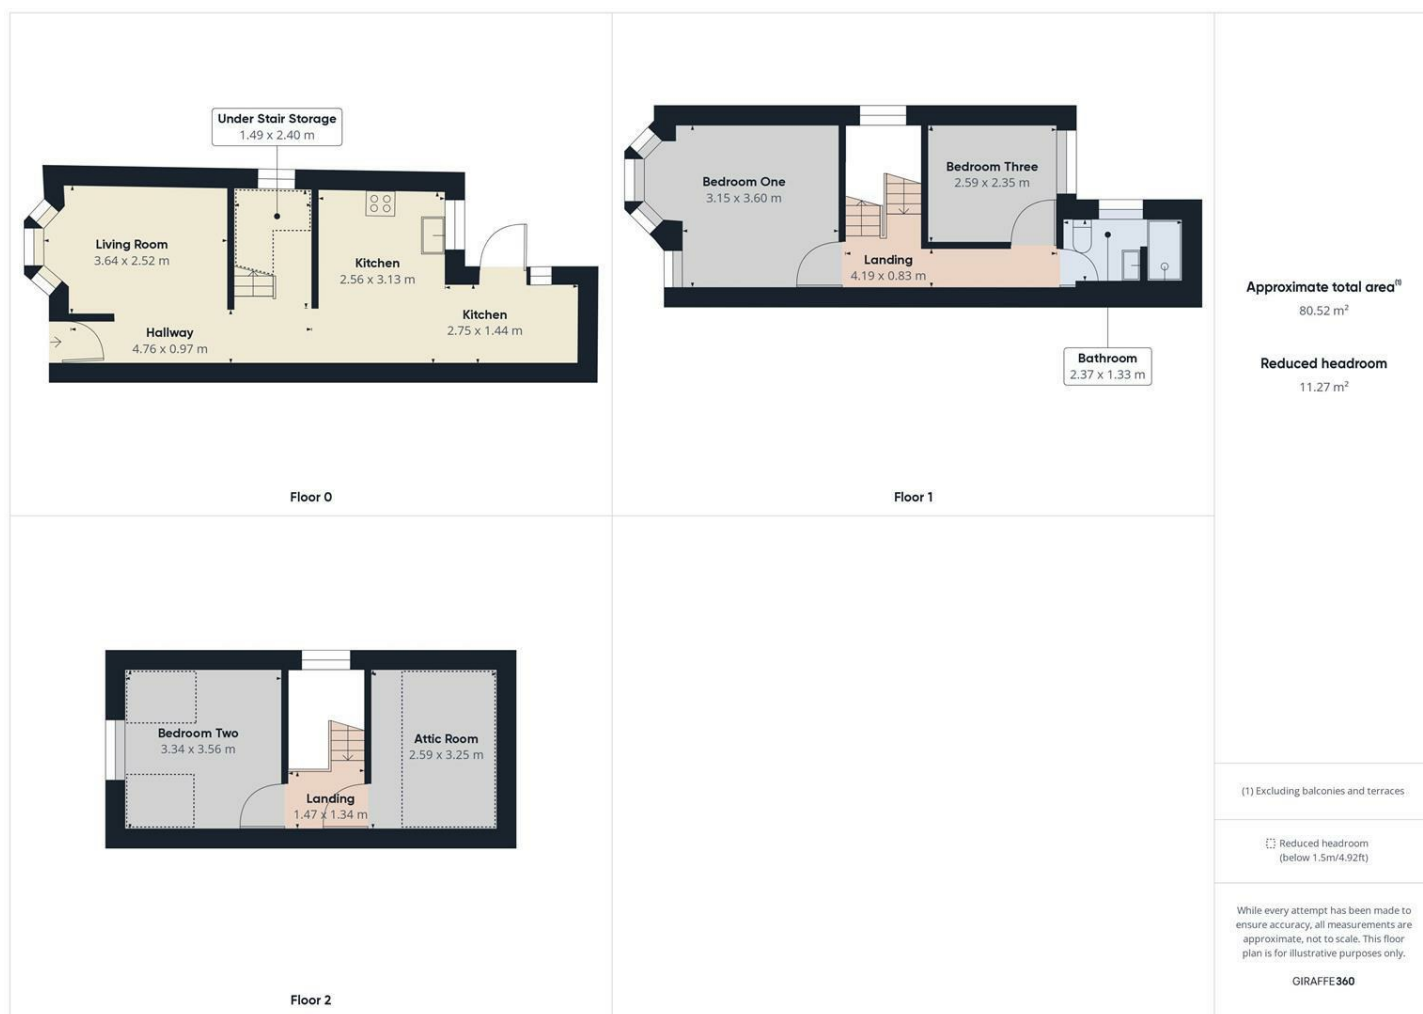 Under Stair Storage
1.49 x 2.40 m
Living Room
3.64 x 2.52 m
Kitchen
2.56 x 3.13 m
Kitchen
2.75 x 1.44 m
Hallway
4.76 x 0.97 m
Floor 0
Bedroom One
3.15 x 3.60 m
Bedroom Three
2.59 x 2.35 m
Landing
4.19 x 0.83 m
Bathroom
2.37 x 1.33 m
Floor 1
Bedroom Two
3.34 x 3.56 m
Attic Room
2.59 x 3.25 m
Landing
1.47 x 1.34 m
Floor 2
Approximate total area(1)
80.52 m²
Reduced headroom
11.27 m²
(1) Excluding balconies and terraces
Reduced headroom
(below 1.5m/4.92ft)
While every attempt has been made to
ensure accuracy, all measurements are
approximate, not to scale. This floor
plan is for illustrative purposes only.
GIRAFFE360